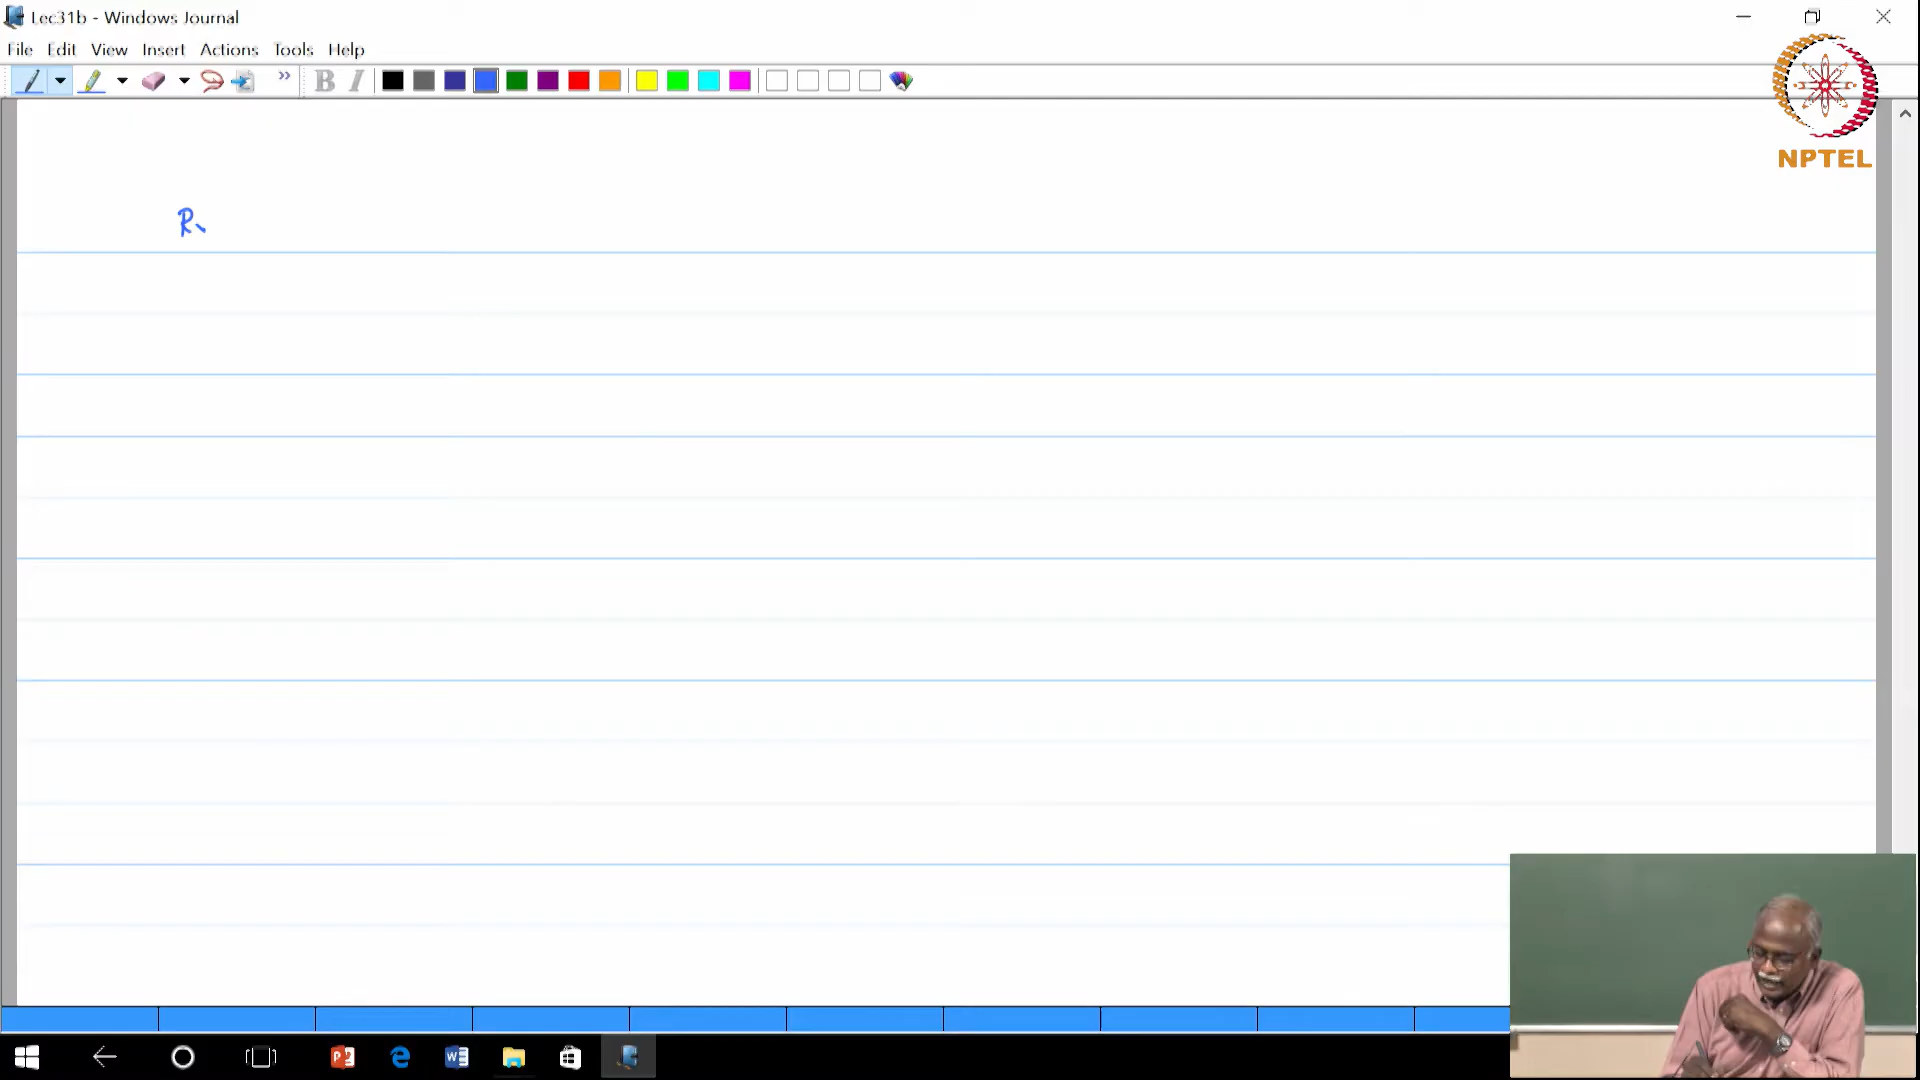 Lec31b - Windows Journal
File Edit View Insert Actions Tools Help
B I
NPTEL
R